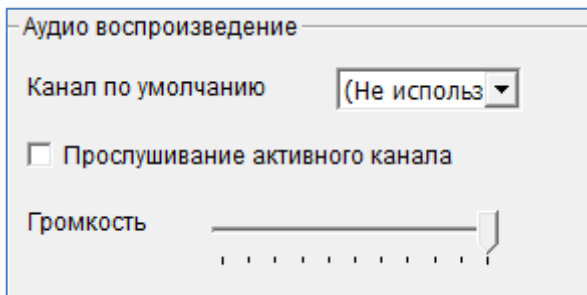 Аудио воспроизведение
Канал по умолчанию (Не использ
Прослушивание активного канала
Громкость